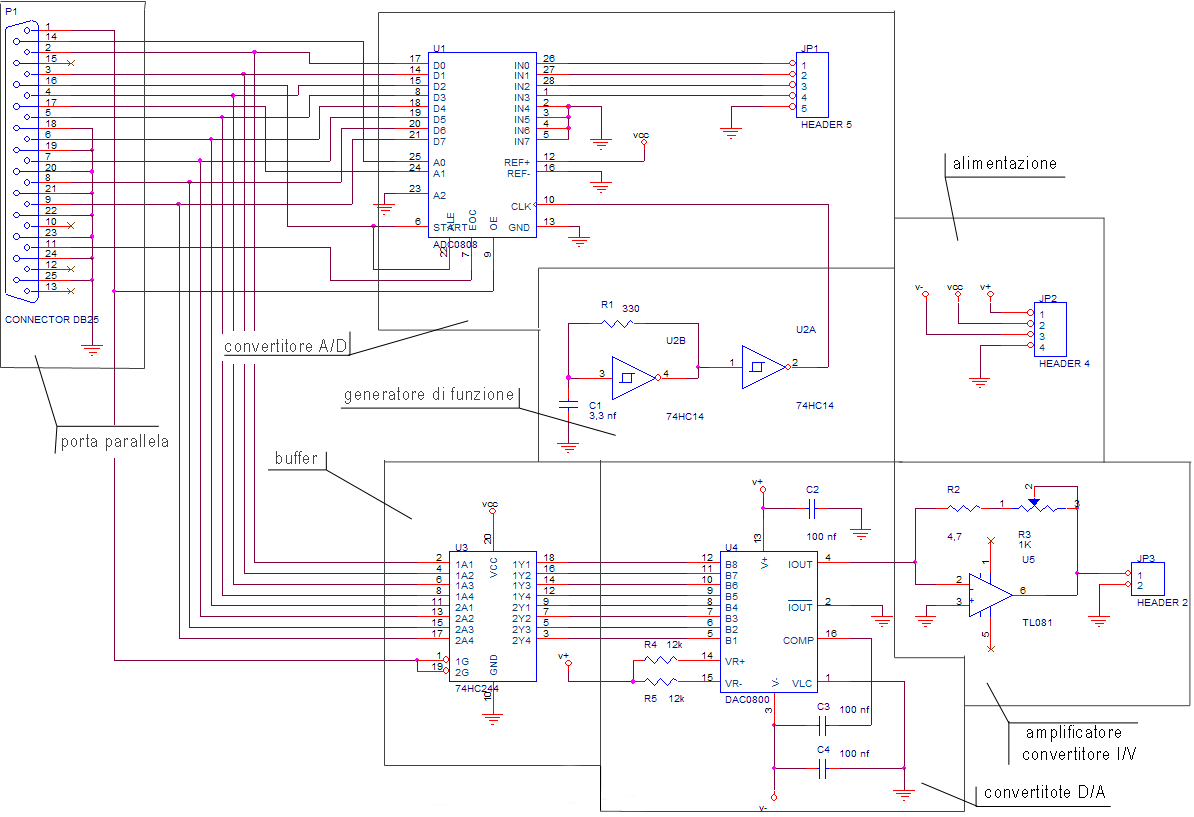 P1
1
14
2
15
3
16
4
17
5
18
6
19
7
20
8
21
9
22
10
23
11
24
12
25
13
CONNECTOR DB25
porta parallela
U1
17 D0
14 D1
15 D2
8 D3
18 D4
19 D5
20 D6
21 D7
25 A0
24 A1
23 A2
6 START
ALE
EOC
OE
22
7
9
ADC0808
IN0 26
IN1 27
IN2 28
IN3 1
IN4 2
IN5 3
IN6 4
IN7 5
REF+ 12
REF- 16
CLK 10
GND 13
vcc
JP1
1
2
3
4
5
HEADER 5
convertitore A/D
alimentazione
v-
vcc
v+
JP2
1
2
3
4
HEADER 4
R1
330
U2B
3
4
74HC14
C1
3,3 nf
U2A
1
2
74HC14
generatore di funzione
buffer
vcc
20
U3
VCC
2 1A1
4 1A2
6 1A3
8 1A4
11 2A1
13 2A2
15 2A3
17 2A4
1 1G
19 2G
1Y1 18
1Y2 16
1Y3 14
1Y4 12
2Y1 9
2Y2 7
2Y3 5
2Y4 3
GND
10
74HC244
v+
C2
100 nf
13
U4
V+
12 B8
11 B7
10 B6
9 B5
8 B4
7 B3
6 B2
5 B1
14 VR+
15 VR-
IOUT 4
IOUT 2
COMP 16
VLC 1
V-
3
DAC0800
v+
R4 12k
R5 12k
C3 100 nf
C4 100 nf
v-
R2
4,7
1
2
3
R3
1K
U5
2
3
1
5
6
-
+
TL081
JP3
1
2
HEADER 2
amplificatore
convertitore I/V
convertitote D/A